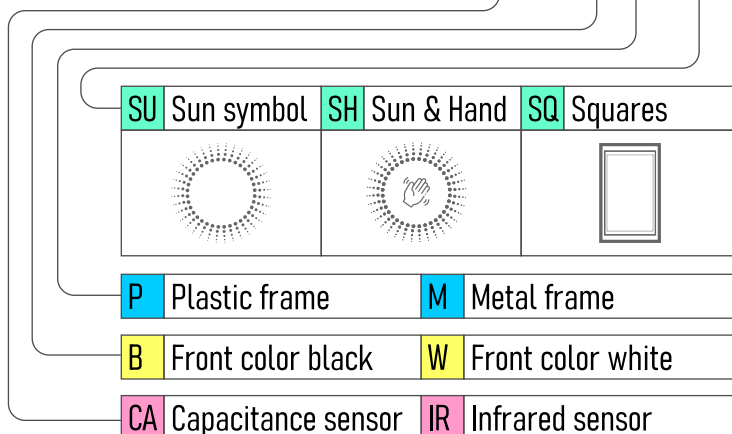 SU Sun symbol SH Sun & Hand SQ Squares
P Plastic frame M Metal frame
B Front color black W Front color white
CA Capacitance sensor IR Infrared sensor